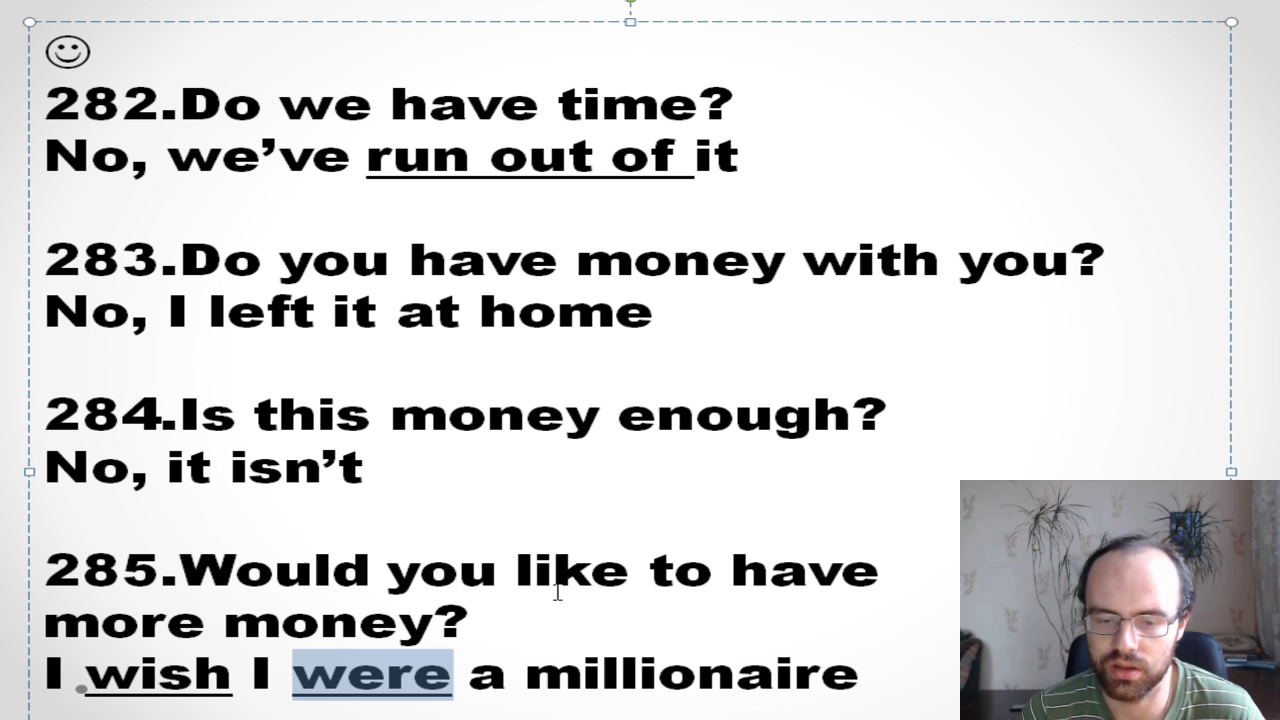 282.Do we have time?
No, we’ve run out of it
283.Do you have money with you?
No, I left it at home
284.Is this money enough?
No, it isn’t
285.Would you like to have
more money?
I wish I were a millionaire